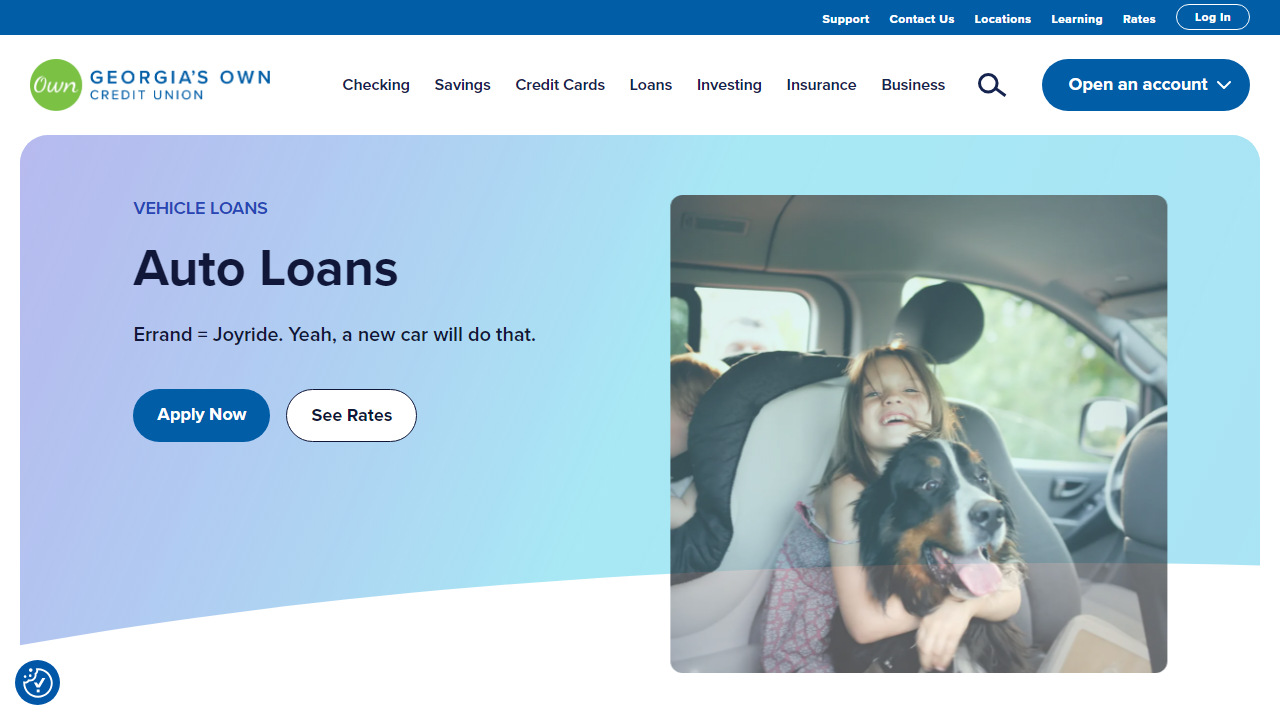 Support Contact Us Locations Learning Rates Log In
Own GEORGIA'S OWN
CREDIT UNION
Checking Savings Credit Cards Loans Investing Insurance Business Open an account
VEHICLE LOANS
Auto Loans
Errand = Joyride. Yeah, a new car will do that.
Apply Now See Rates